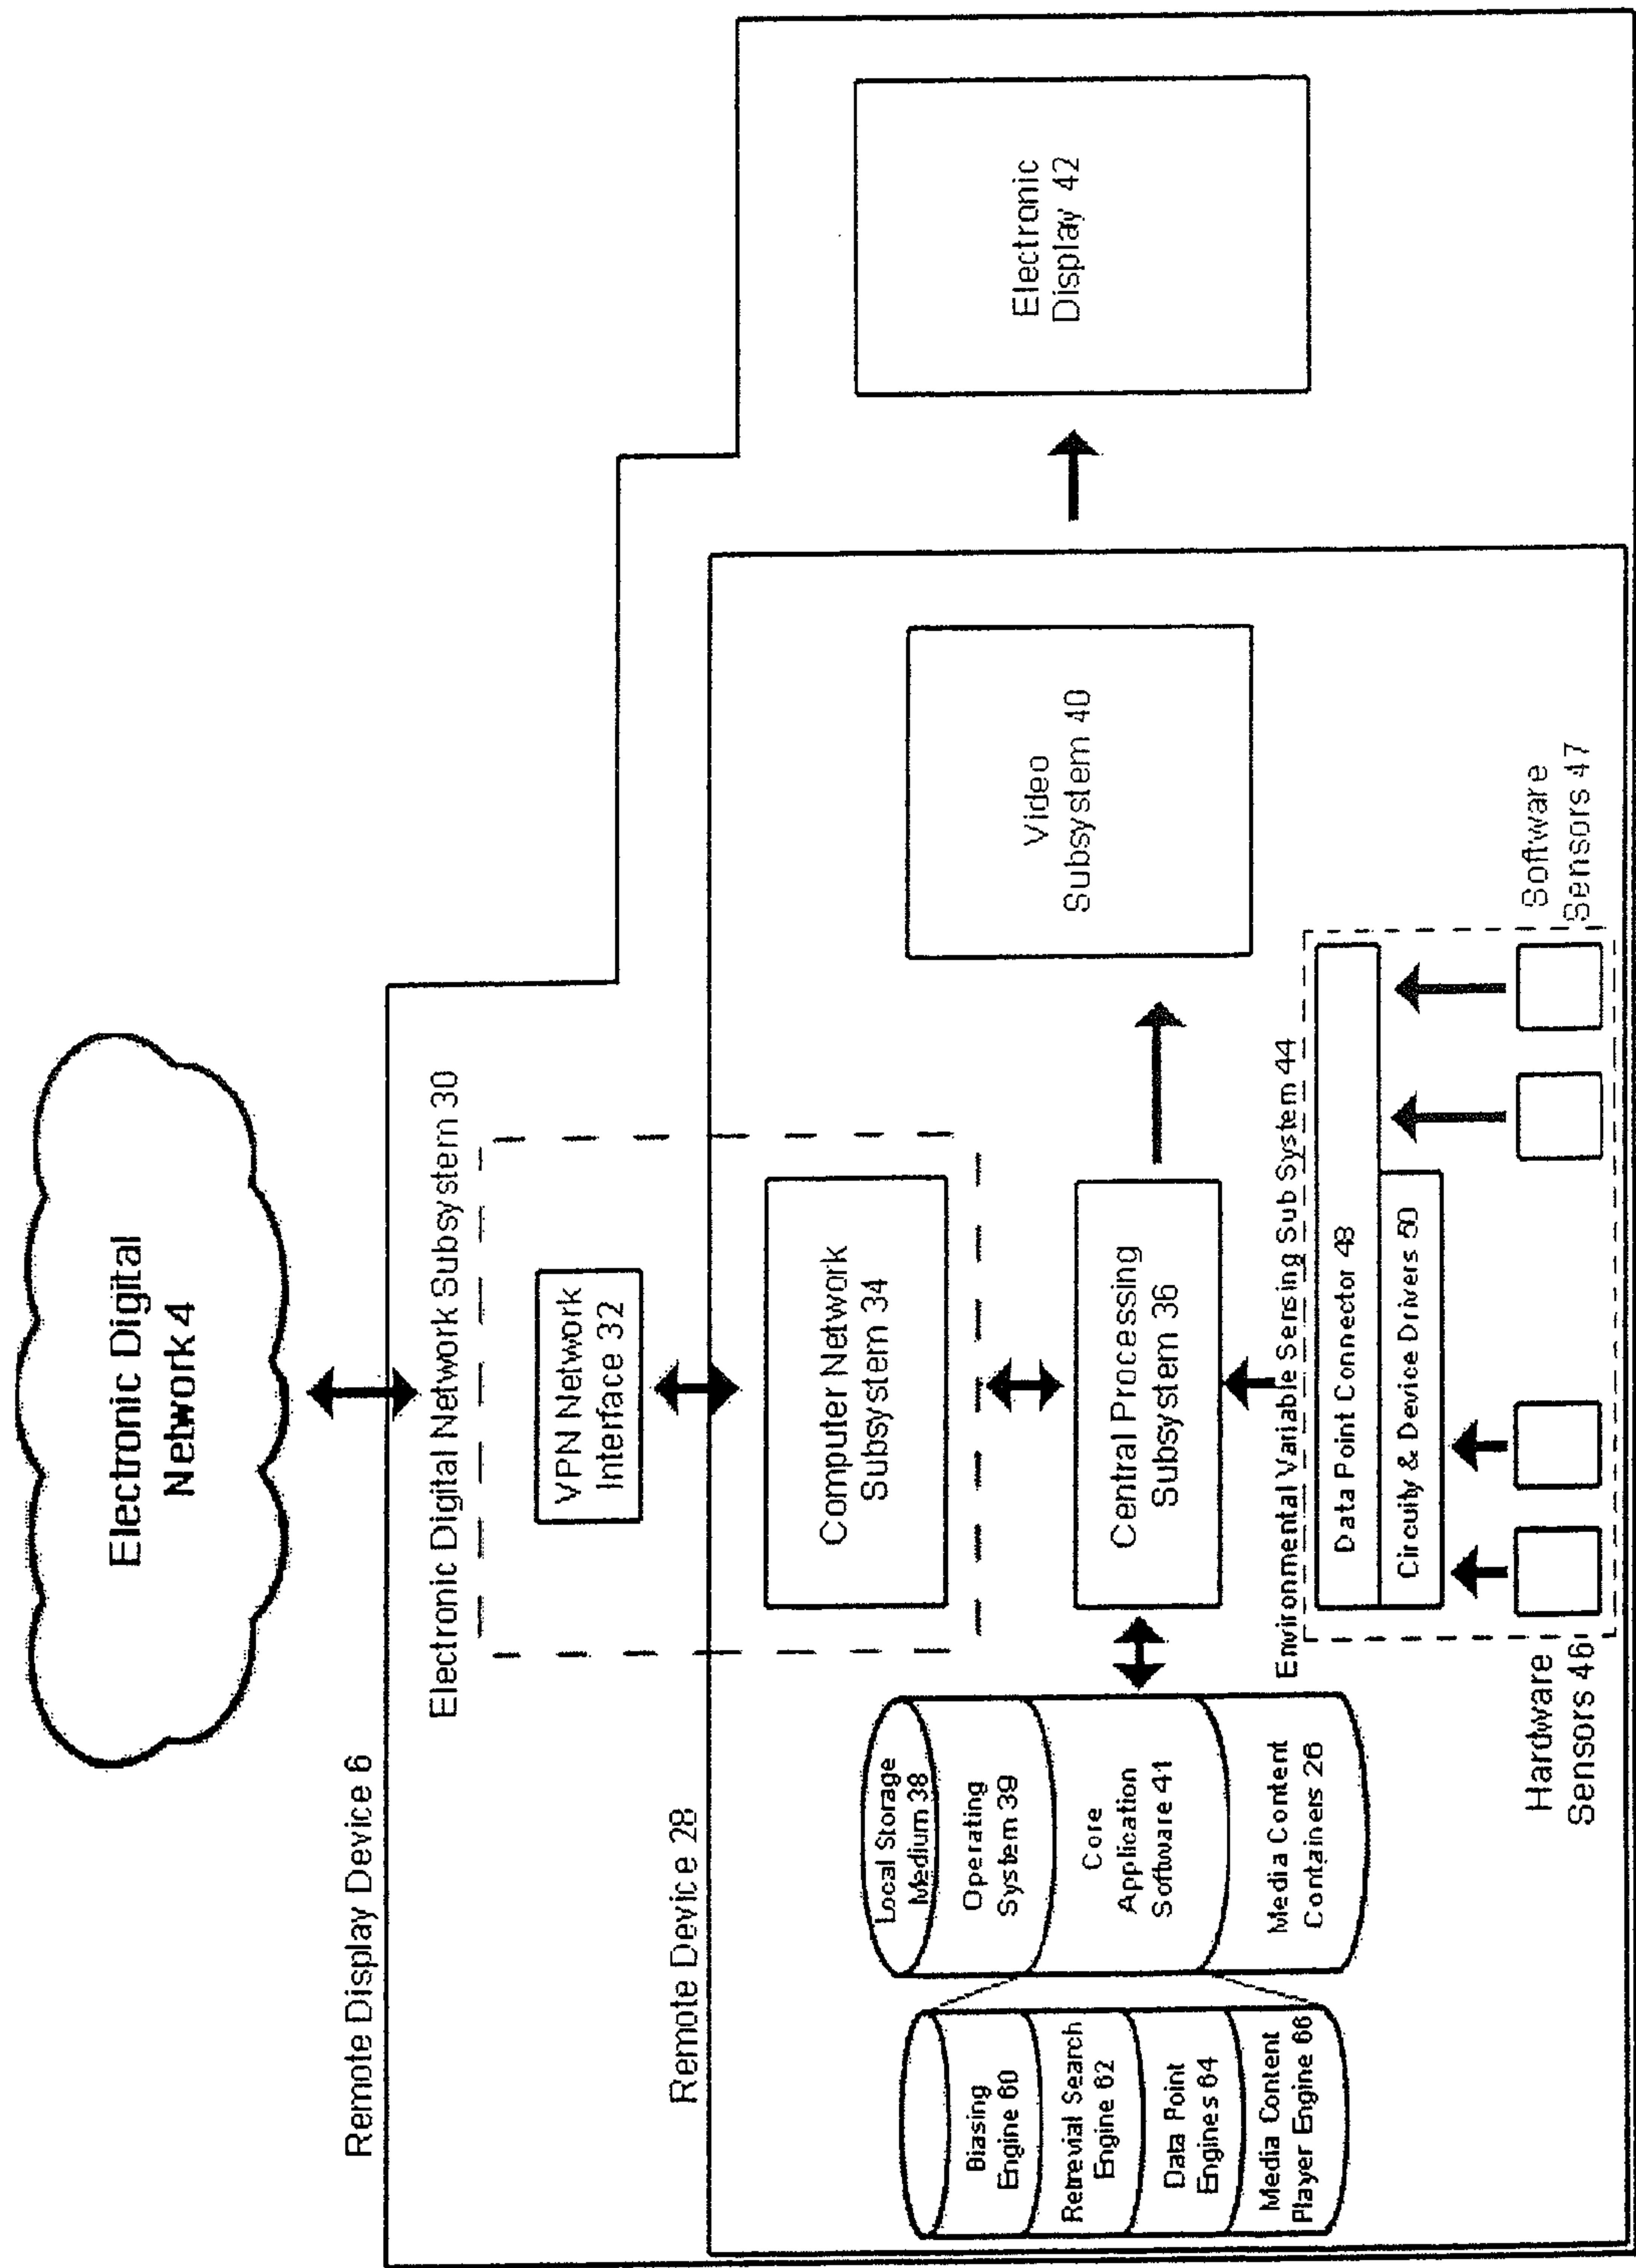 Electronic Digital
Network 4
Remote Display Device 6
Electronic Digital Network Subsystem 30
VPN Network
Interface 32
Remote Device 28
Computer Network
Subsystem 34
Local Storage
Medium 38
Operating
System 39
Core
Application
Software 41
Media Content
Containers 26
Biasing
Engine 60
Retrevial Search
Engine 62
Data Point
Engines 64
Media Content
Player Engine 66
Central Processing
Subsystem 36
Video
Subsystem 40
Electronic
Display 42
Environmental Variable Sensing Sub System 44
Data Point Connector 48
Circuity & Device Drivers 50
Hardware
Sensors 46
Software
Sensors 47